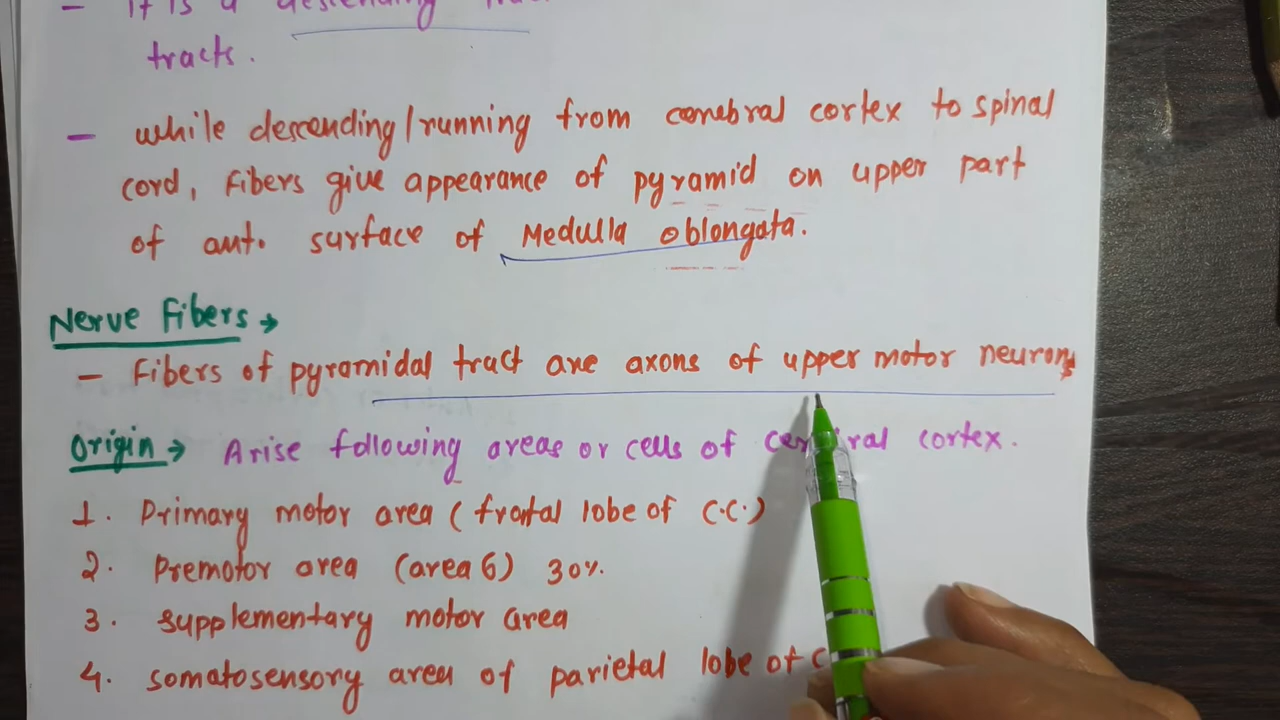 - It is a descending
tracts.
- while descending/running from cerebral cortex to spinal
cord, Fibers give appearance of pyramid on upper part
of ant. surface of Medulla oblongata.
Nerve Fibers →
- Fibers of pyramidal tract are axons of upper motor neurons
Origin → Arise following areas or cells of cerebral cortex.
1. Primary motor area (frontal lobe of C.C.)
2. Premotor area (area 6) 30%.
3. supplementary motor area
4. somatosensory area of parietal lobe of C